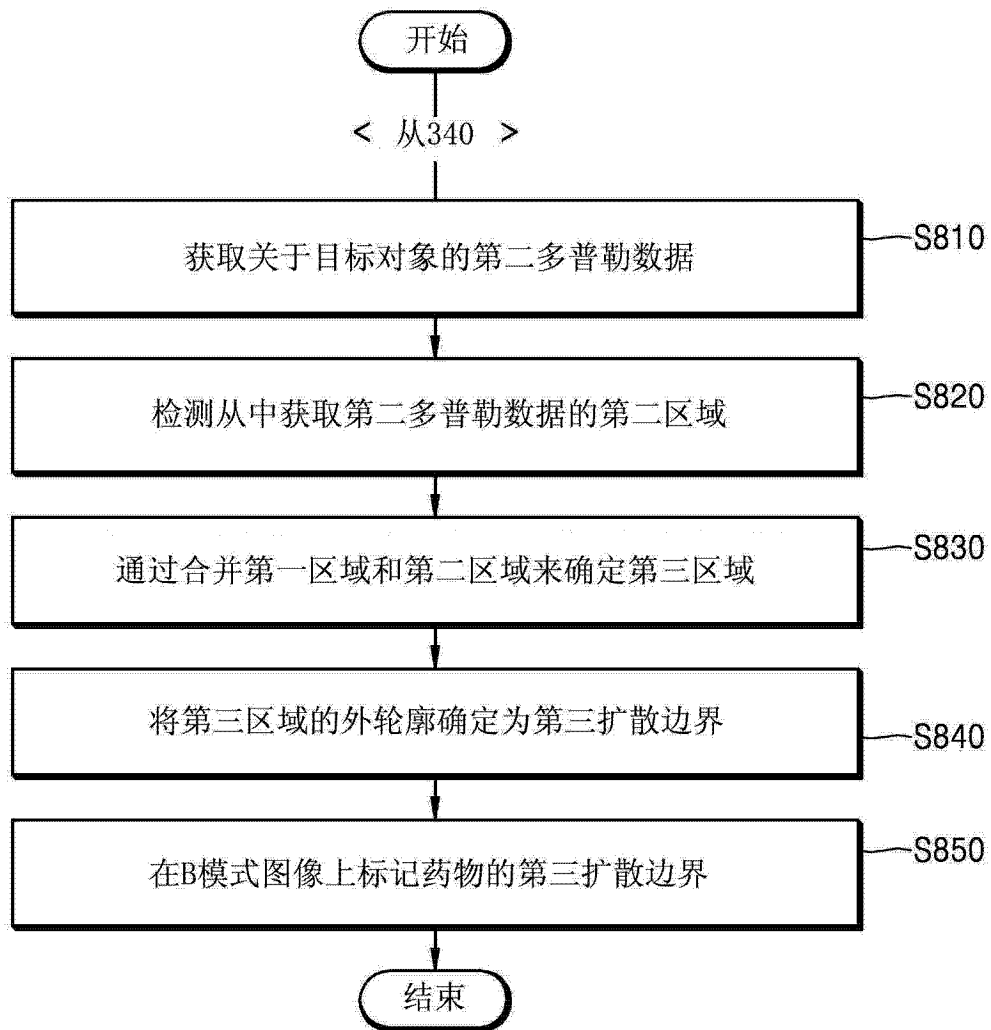 开始
< 从340 >
获取关于目标对象的第二多普勒数据
S810
检测从中获取第二多普勒数据的第二区域
S820
通过合并第一区域和第二区域来确定第三区域
S830
将第三区域的外轮廓确定为第三扩散边界
S840
在B模式图像上标记药物的第三扩散边界
S850
结束